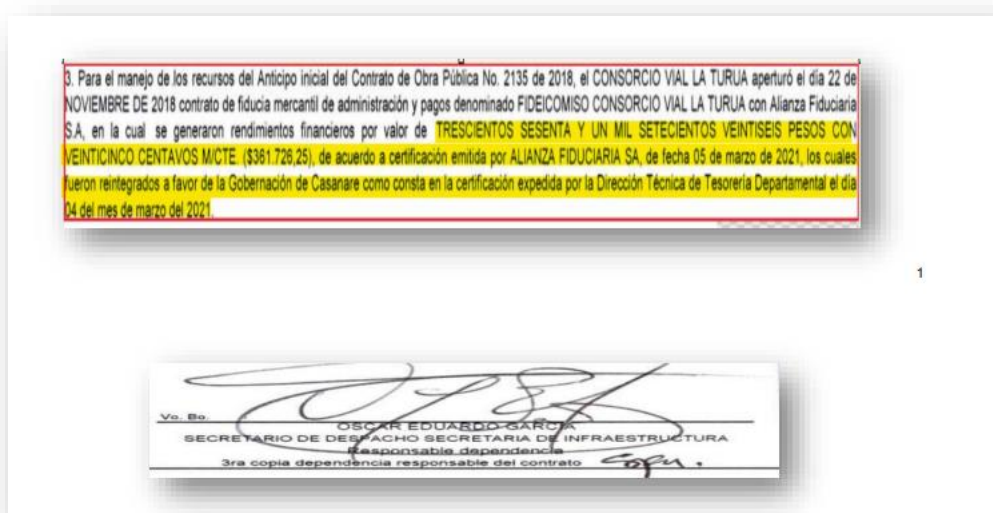 3. Para el manejo de los recursos del Anticipo inicial del Contrato de Obra Pública No. 2135 de 2018, el CONSORCIO VIAL LA TURUA aperturó el día 22 de
NOVIEMBRE DE 2018 contrato de fiducia mercantil de administración y pagos denominado FIDEICOMISO CONSORCIO VIAL LA TURUA con Alianza Fiduciaria
S.A, en la cual se generaron rendimientos financieros por valor de TRESCIENTOS SESENTA Y UN MIL SETECIENTOS VEINTISEIS PESOS CON
VEINTICINCO CENTAVOS M/CTE. ($361.726,25), de acuerdo a certificación emitida por ALIANZA FIDUCIARIA SA, de fecha 05 de marzo de 2021, los cuales
fueron reintegrados a favor de la Gobernación de Casanare como consta en la certificación expedida por la Dirección Técnica de Tesorería Departamental el día
04 del mes de marzo del 2021.
1
Vo. Bo.
OSCAR EDUARDO GARCIA
SECRETARIO DE DESPACHO SECRETARIA DE INFRAESTRUCTURA
Responsable dependencia
3ra copia dependencia responsable del contrato